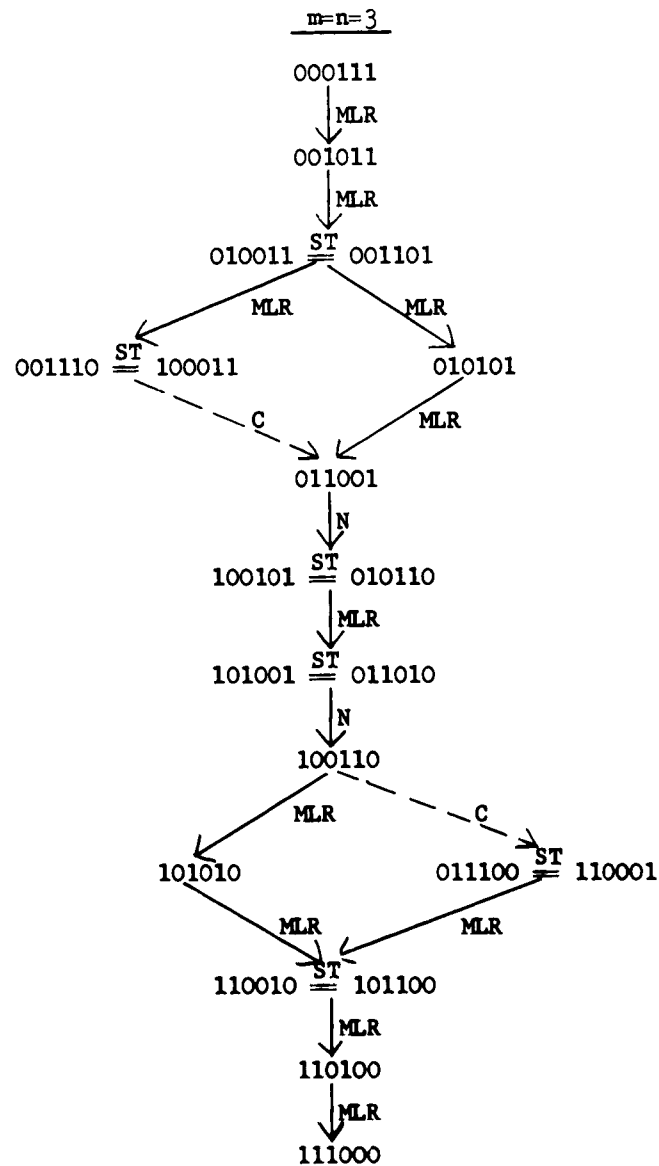 m=n=3
000111
MLR
001011
MLR
010011 ST= 001101
MLR MLR
001110 ST= 100011 010101
C MLR
011001
N
100101 ST= 010110
MLR
101001 ST= 011010
N
100110
MLR C
101010 011100 ST= 110001
MLR MLR
110010 ST= 101100
MLR
110100
MLR
111000